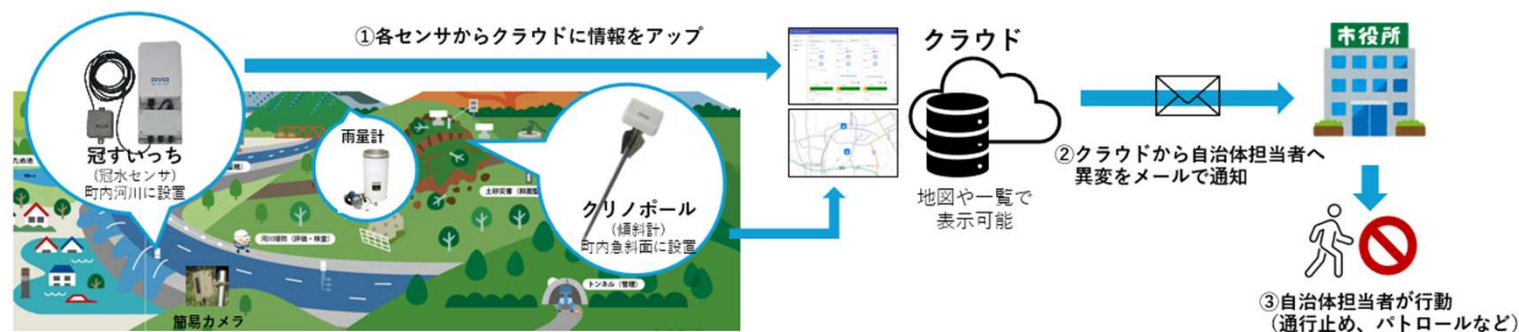 ①各センサからクラウドに情報をアップ
OYO
冠すいっち
(冠水センサ)
町内河川に設置
雨量計
クリノポール
(傾斜計)
町内急斜面に設置
ため池
河川堤防(評価・検査)
トンネル(管理)
簡易カメラ
クラウド
地図や一覧で
表示可能
②クラウドから自治体担当者へ
異変をメールで通知
市役所
③自治体担当者が行動
(通行止め、パトロールなど)